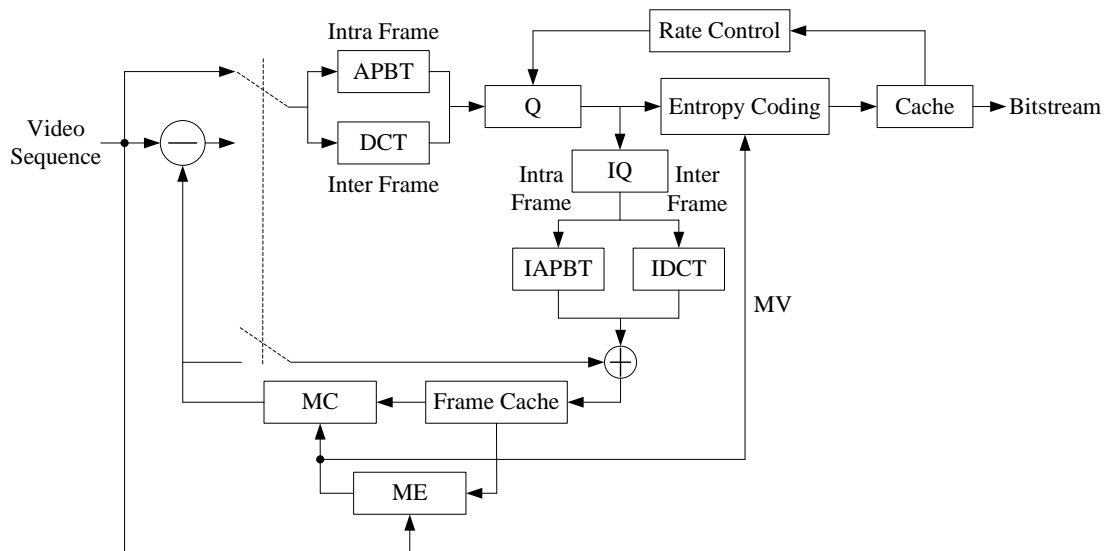 Intra Frame
Rate Control
APBT
Q
Entropy Coding
Cache
Bitstream
Video
Sequence
DCT
Inter Frame
IQ
Intra
Frame
Inter
Frame
IAPBT
IDCT
MV
MC
Frame Cache
ME